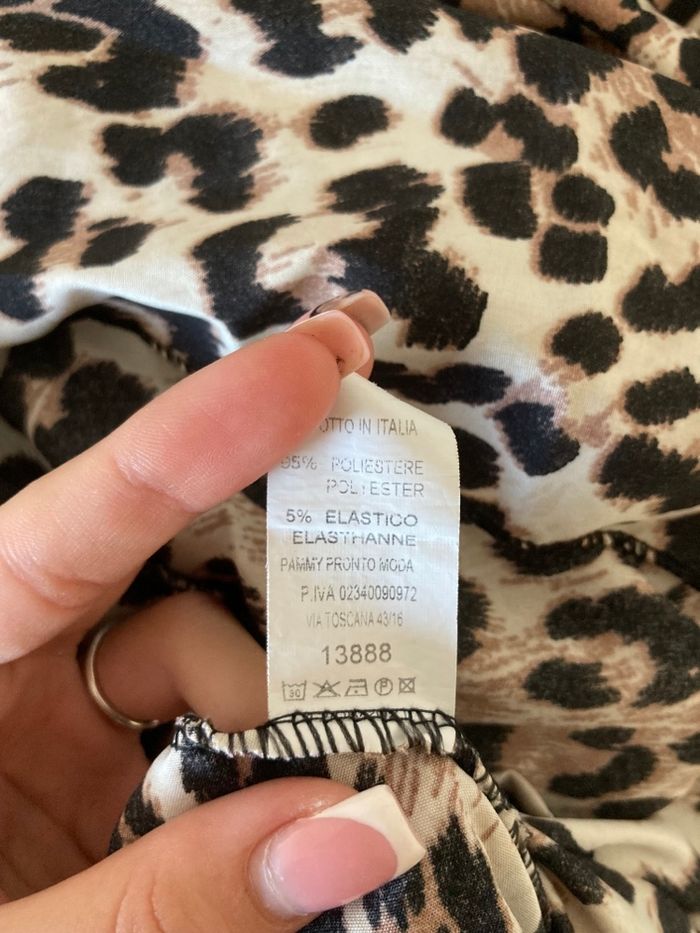 OTTO IN ITALIA
95% POLIESTERE
POLYESTER
5% ELASTICO
ELASTHANNE
PAMMY PRONTO MODA
P.IVA 02340090972
VIA TOSCANA 43/16
13888
30 P